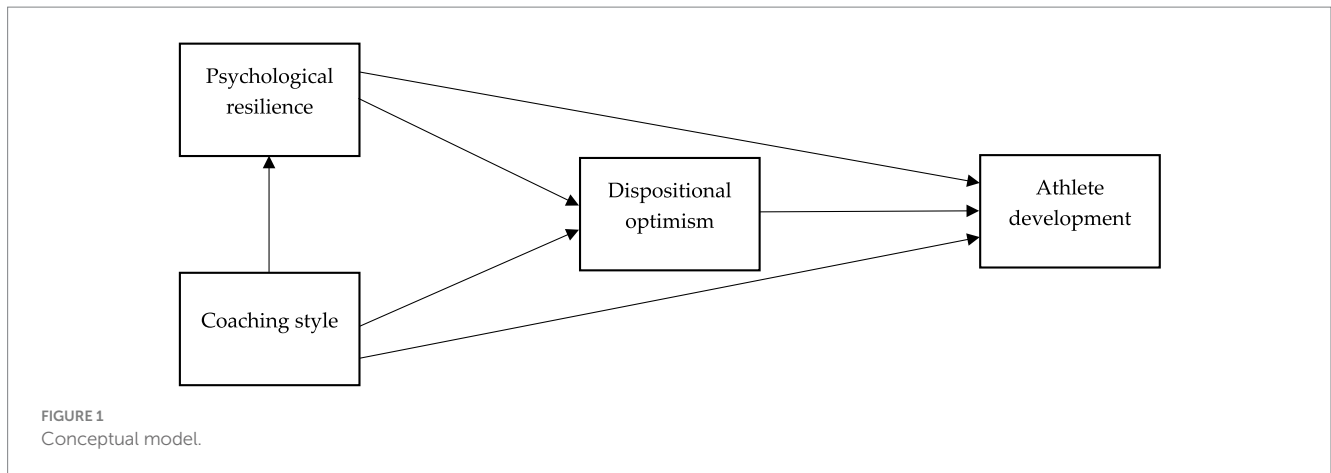 Psychological
resilience
Dispositional
optimism
Athlete
development
Coaching style
FIGURE 1
Conceptual model.